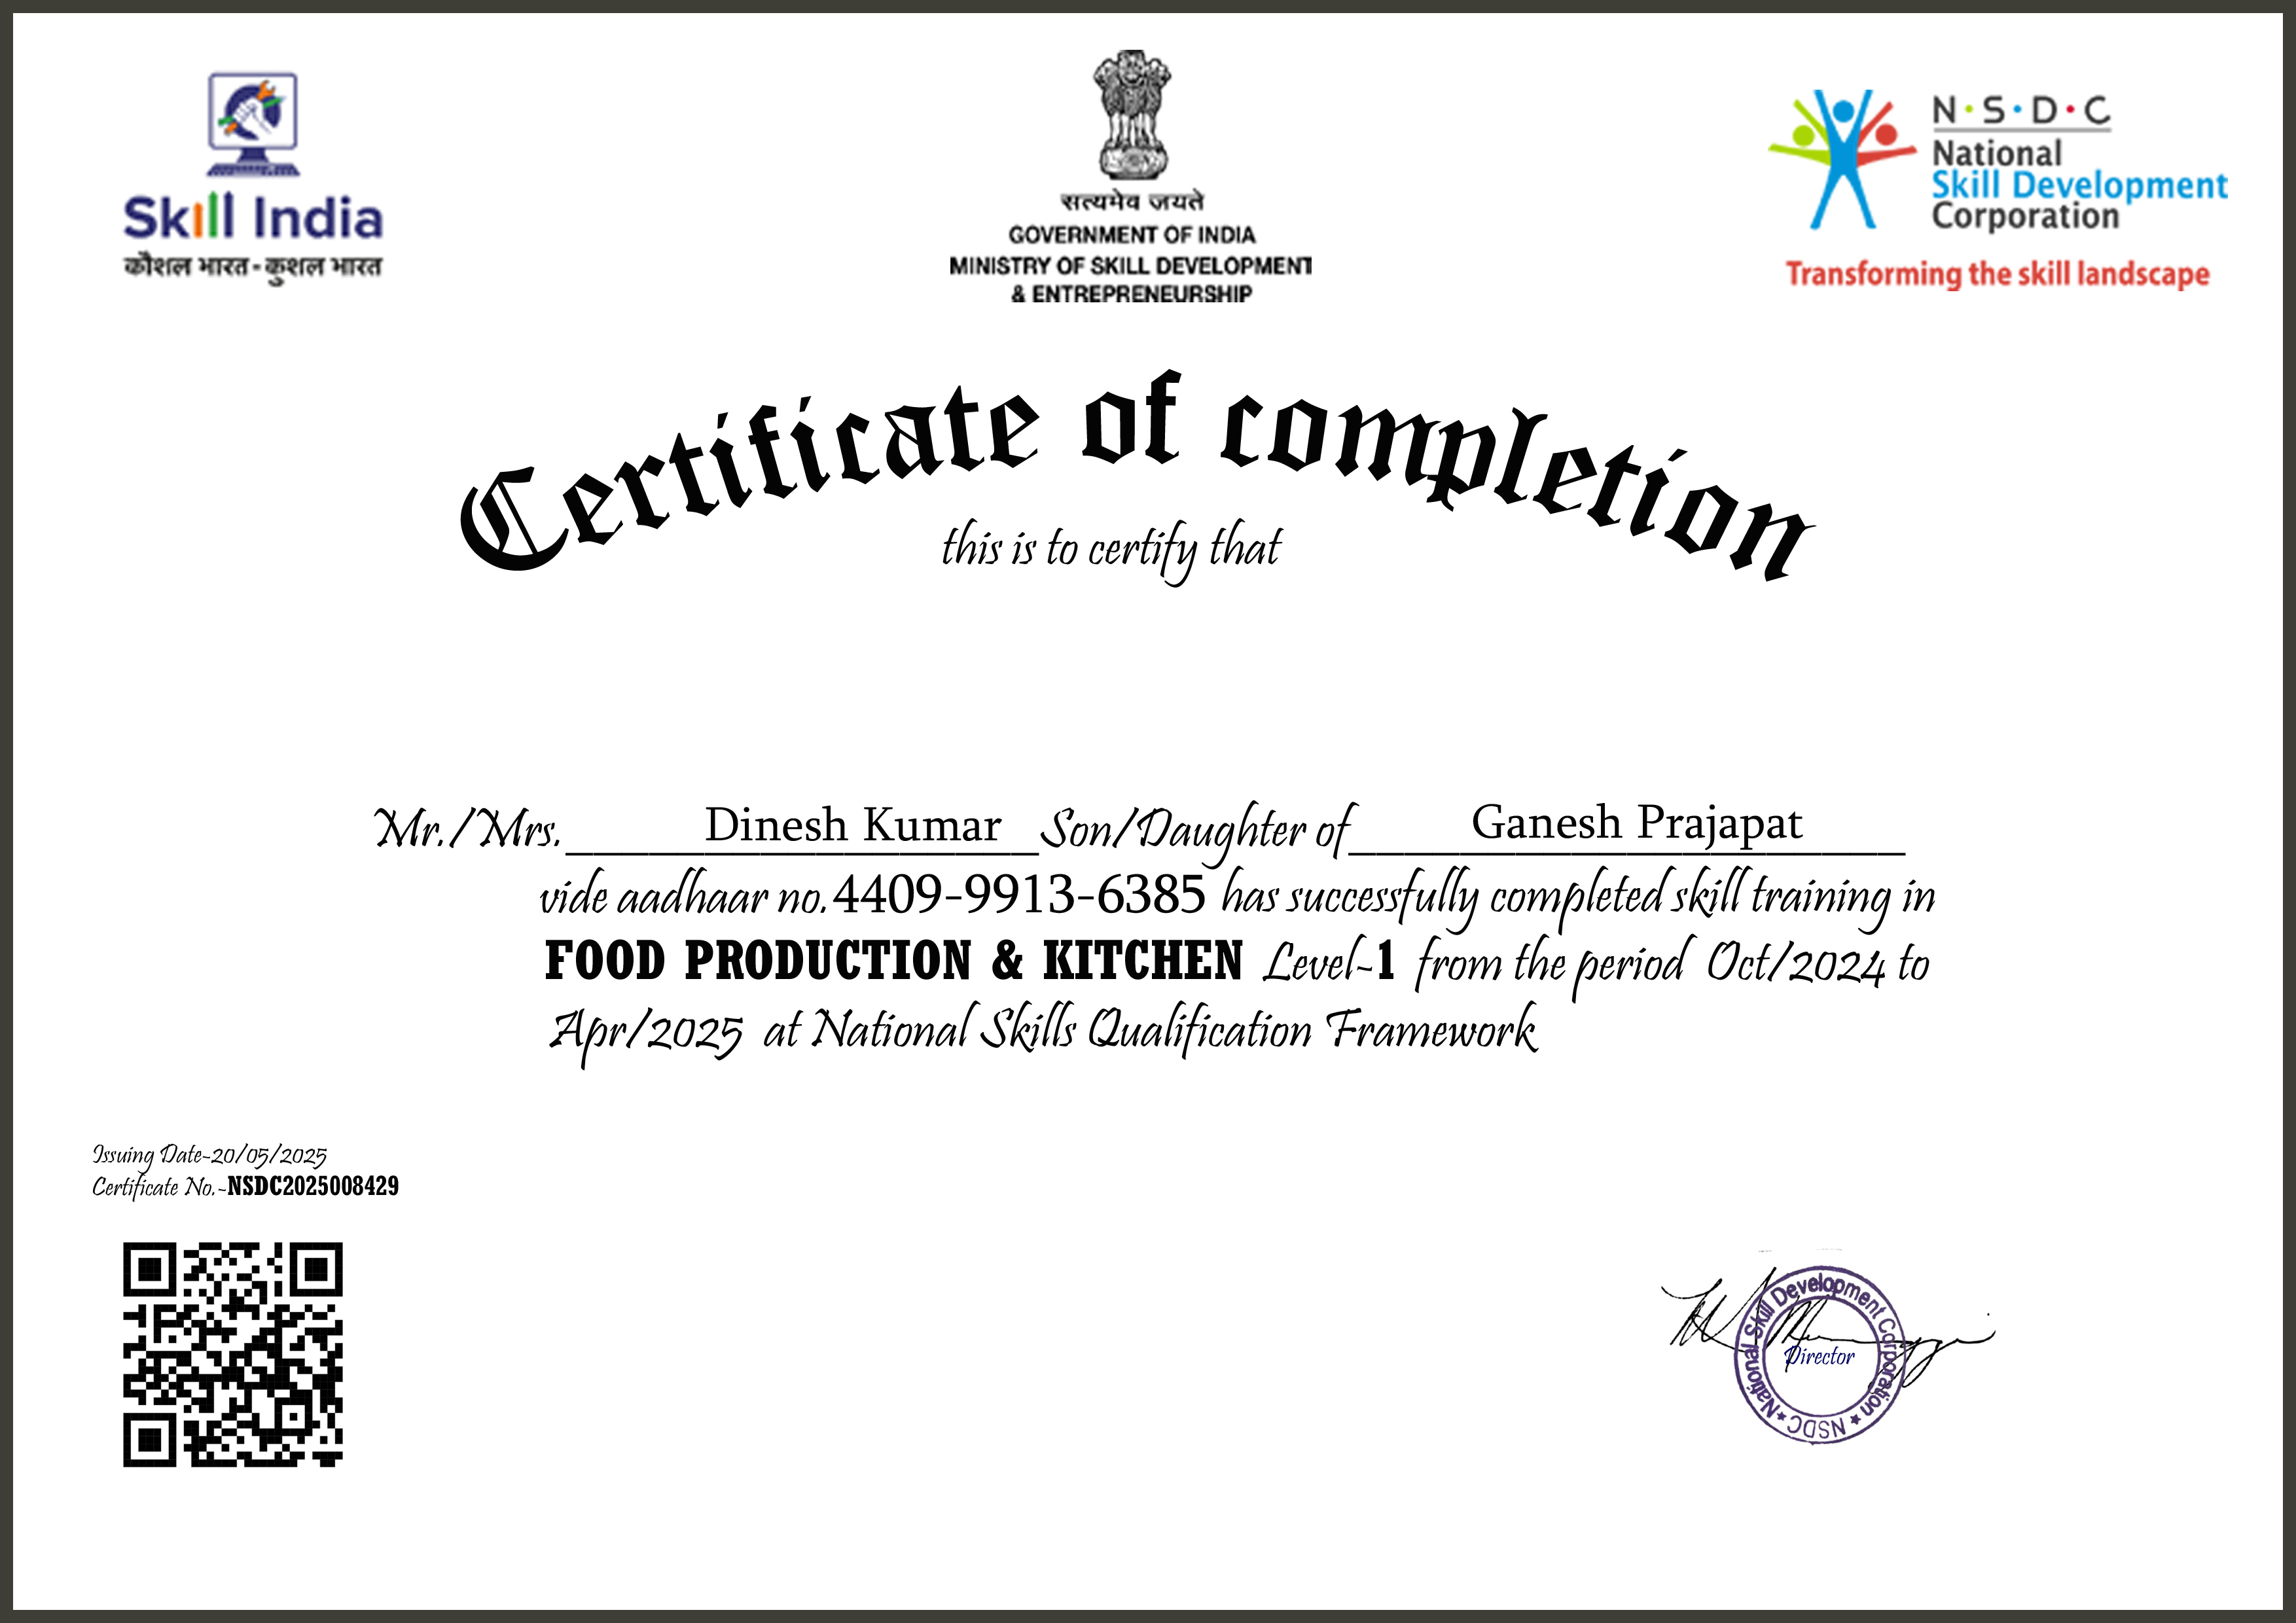 Skill India
कौशल भारत - कुशल भारत
सत्यमेव जयते
GOVERNMENT OF INDIA
MINISTRY OF SKILL DEVELOPMENT
& ENTREPRENEURSHIP
N·S·D·C
National
Skill Development
Corporation
Transforming the skill landscape
Certificate of completion
this is to certify that
Mr./Mrs. Dinesh Kumar Son/Daughter of Ganesh Prajapat
vide aadhaar no. 4409-9913-6385 has successfully completed skill training in
FOOD PRODUCTION & KITCHEN Level-1 from the period Oct/2024 to
Apr/2025 at National Skills Qualification Framework
Issuing Date-20/05/2025
Certificate No.-NSDC2025008429
National Skill Development Corporation
NSDC
Director